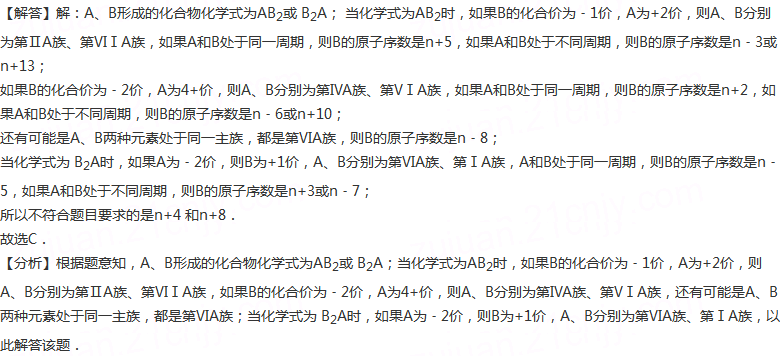 【解答】解：A、B形成的化合物化学式为AB2或 B2A； 当化学式为AB2时，如果B的化合价为﹣1价，A为+2价，则A、B分别
为第ⅡA族、第VIⅠA族，如果A和B处于同一周期，则B的原子序数是n+5，如果A和B处于不同周期，则B的原子序数是n﹣3或
n+13；
如果B的化合价为﹣2价，A为4+价，则A、B分别为第IVA族、第VⅠA族，如果A和B处于同一周期，则B的原子序数是n+2，如
果A和B处于不同周期，则B的原子序数是n﹣6或n+10；
还有可能是A、B两种元素处于同一主族，都是第VIA族，则B的原子序数是n﹣8；
当化学式为 B2A时，如果A为﹣2价，则B为+1价，A、B分别为第VIA族、第ⅠA族，A和B处于同一周期，则B的原子序数是n﹣
5，如果A和B处于不同周期，则B的原子序数是n+3或n﹣7；
所以不符合题目要求的是n+4 和n+8．
故选C．
【分析】根据题意知，A、B形成的化合物化学式为AB2或 B2A；当化学式为AB2时，如果B的化合价为﹣1价，A为+2价，则
A、B分别为第ⅡA族、第VIⅠA族，如果B的化合价为﹣2价，A为4+价，则A、B分别为第IVA族、第VⅠA族，还有可能是A、B
两种元素处于同一主族，都是第VIA族；当化学式为 B2A时，如果A为﹣2价，则B为+1价，A、B分别为第VIA族、第ⅠA族，以
此解答该题．